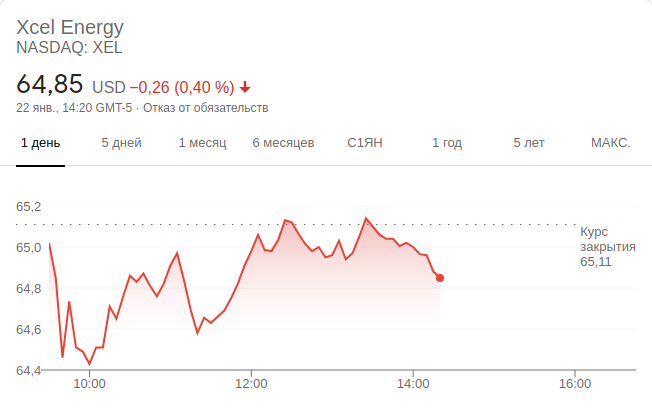 Xcel Energy
NASDAQ: XEL
64,85 USD −0,26 (0,40 %)
22 янв., 14:20 GMT-5 · Отказ от обязательств
1 день 5 дней 1 месяц 6 месяцев С1ЯН 1 год 5 лет МАКС.
65,2
Курс
закрытия
65,11
65,0
64,8
64,6
64,4
10:00 12:00 14:00 16:00